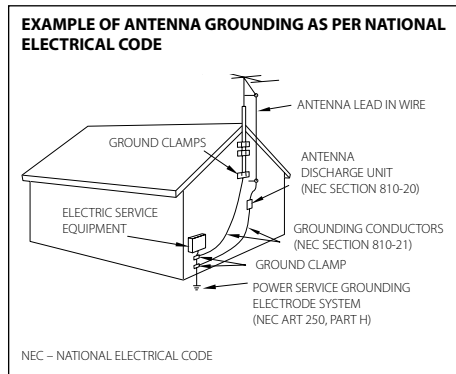 EXAMPLE OF ANTENNA GROUNDING AS PER NATIONAL
ELECTRICAL CODE
ANTENNA LEAD IN WIRE
GROUND CLAMPS
ANTENNA
DISCHARGE UNIT
(NEC SECTION 810-20)
ELECTRIC SERVICE
EQUIPMENT
GROUNDING CONDUCTORS
(NEC SECTION 810-21)
GROUND CLAMP
POWER SERVICE GROUNDING
ELECTRODE SYSTEM
(NEC ART 250, PART H)
NEC – NATIONAL ELECTRICAL CODE